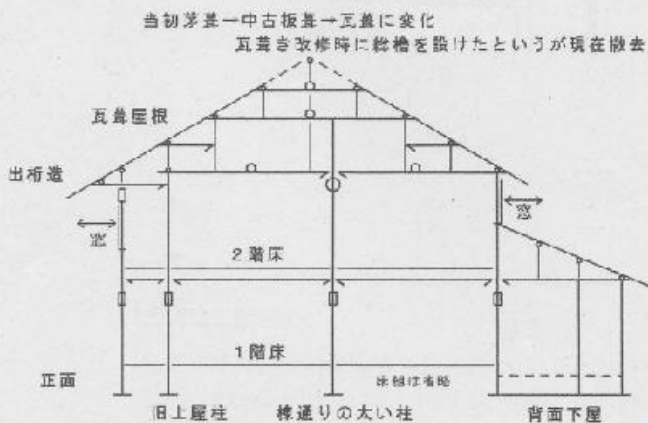 当初茅葺→中古板葺→瓦葺に変化
瓦葺き改修時に総檜を設けたというが現在撤去
瓦葺屋根
出桁造
窓
窓
2階床
1階床
正面
床組は省略
旧上屋柱
棟通りの太い柱
背面下屋